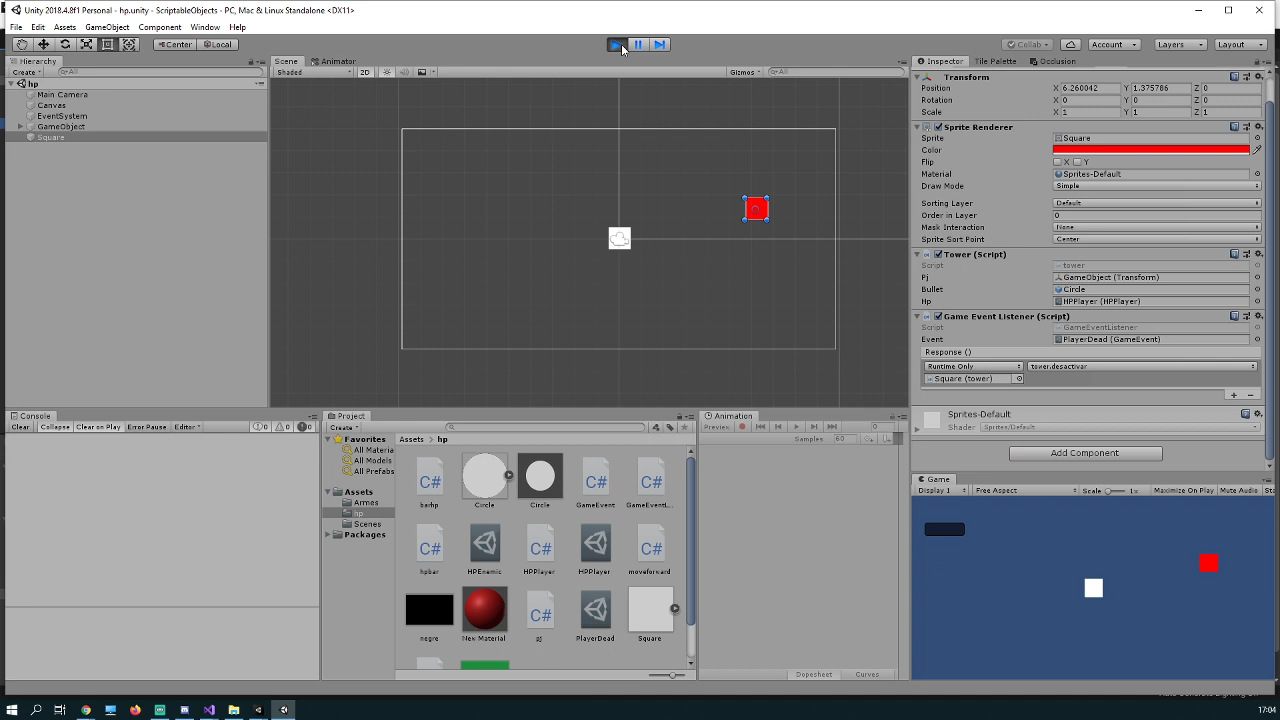 Unity 2018.4.8f1 Personal - hp.unity - ScriptableObjects - PC, Mac & Linux Standalone <DX11>
File Edit Assets GameObject Component Window Help
Center Local Collab Account Layers Layout
Hierarchy
Create All
hp
Main Camera
Canvas
EventSystem
GameObject
Square
Scene Animator
Shaded 2D Gizmos All
Inspector Tile Palette Occlusion
Transform
Position X 6.260042 Y 1.375786 Z 0
Rotation X 0 Y 0 Z 0
Scale X 1 Y 1 Z 1
Sprite Renderer
Sprite Square
Color
Flip X Y
Material Sprites-Default
Draw Mode Simple
Sorting Layer Default
Order in Layer 0
Mask Interaction None
Sprite Sort Point Center
Tower (Script)
Script tower
Pj GameObject (Transform)
Bullet Circle
Hp HPPlayer (HPPlayer)
Game Event Listener (Script)
Script GameEventListener
Event PlayerDead (GameEvent)
Response ()
Runtime Only tower.desactivar
Square (tower)
+ −
Sprites-Default
Shader Sprites/Default
Add Component
Console
Clear Collapse Clear on Play Error Pause Editor 0 0 0
Project
Create
Favorites
All Materia
All Models
All Prefabs
Assets
Armes
hp
Scenes
Packages
Assets hp
barhp Circle Circle GameEvent GameEventL...
hpbar HPEnemic HPPlayer HPPlayer moveforward
negre New Material pj PlayerDead Square
C# C# C# C# C# C# C# C#
Animation
Preview 0
Samples 60
Dopesheet Curves
Game
Display 1 Free Aspect Scale 1x Maximize On Play Mute Audio Sta
17:04